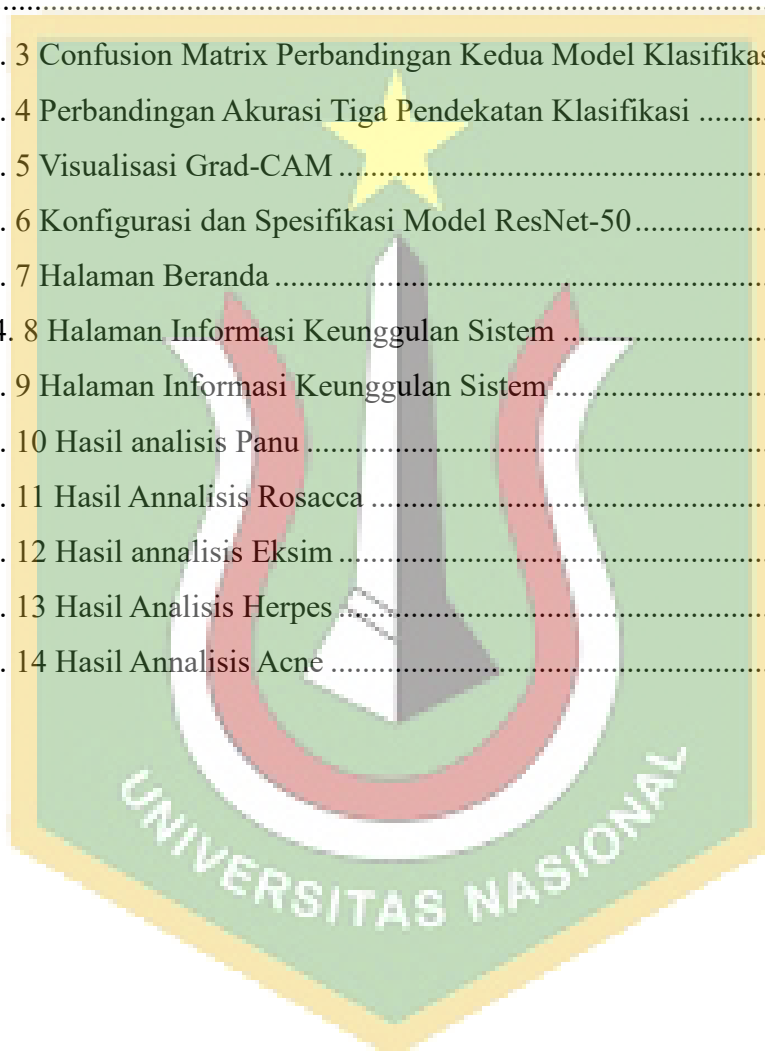 ....................................................................................................
. 3 Confusion Matrix Perbandingan Kedua Model Klasifikas
. 4 Perbandingan Akurasi Tiga Pendekatan Klasifikasi .........
. 5 Visualisasi Grad-CAM ......................................................
. 6 Konfigurasi dan Spesifikasi Model ResNet-50.................
. 7 Halaman Beranda ..............................................................
4. 8 Halaman Informasi Keunggulan Sistem ..........................
. 9 Halaman Informasi Keunggulan Sistem ...........................
. 10 Hasil analisis Panu ..........................................................
. 11 Hasil Annalisis Rosacca ..................................................
. 12 Hasil annalisis Eksim ......................................................
. 13 Hasil Analisis Herpes ......................................................
. 14 Hasil Annalisis Acne .......................................................
UNIVERSITAS NASIONAL